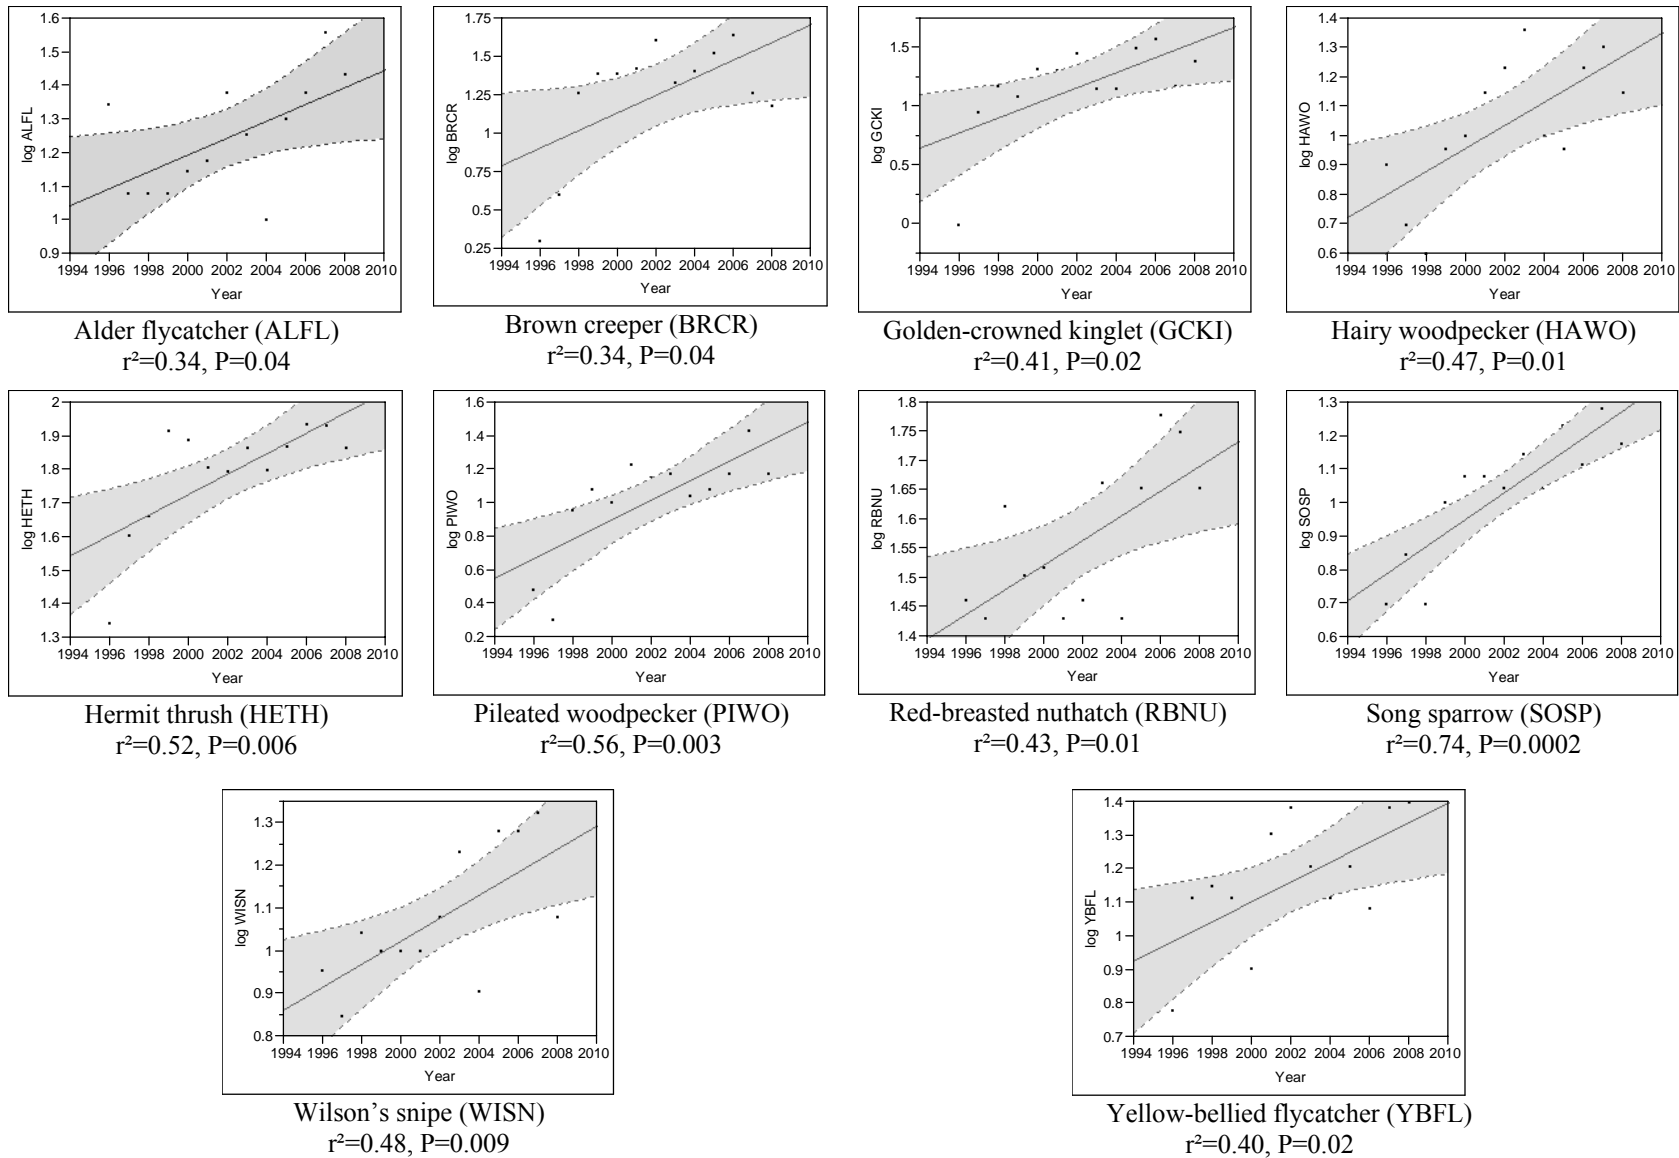 1.6
1.5
1.4
1.3
1.2
1.1
1
0.9
log ALFL
1994 1996 1998 2000 2002 2004 2006 2008 2010
Year
Alder flycatcher (ALFL)
r²=0.34, P=0.04
1.75
1.5
1.25
1
0.75
0.5
0.25
log BRCR
1994 1996 1998 2000 2002 2004 2006 2008 2010
Year
Brown creeper (BRCR)
r²=0.34, P=0.04
1.5
1
0.5
0
log GCKI
1994 1996 1998 2000 2002 2004 2006 2008 2010
Year
Golden-crowned kinglet (GCKI)
r²=0.41, P=0.02
1.4
1.3
1.2
1.1
1
0.9
0.8
0.7
0.6
log HAWO
1994 1996 1998 2000 2002 2004 2006 2008 2010
Year
Hairy woodpecker (HAWO)
r²=0.47, P=0.01
2
1.9
1.8
1.7
1.6
1.5
1.4
1.3
log HETH
1994 1996 1998 2000 2002 2004 2006 2008 2010
Year
Hermit thrush (HETH)
r²=0.52, P=0.006
1.6
1.4
1.2
1
0.8
0.6
0.4
0.2
log PIWO
1994 1996 1998 2000 2002 2004 2006 2008 2010
Year
Pileated woodpecker (PIWO)
r²=0.56, P=0.003
1.8
1.75
1.7
1.65
1.6
1.55
1.5
1.45
1.4
log RBNU
1994 1996 1998 2000 2002 2004 2006 2008 2010
Year
Red-breasted nuthatch (RBNU)
r²=0.43, P=0.01
1.3
1.2
1.1
1
0.9
0.8
0.7
0.6
log SOSP
1994 1996 1998 2000 2002 2004 2006 2008 2010
Year
Song sparrow (SOSP)
r²=0.74, P=0.0002
1.3
1.2
1.1
1
0.9
0.8
log WISN
1994 1996 1998 2000 2002 2004 2006 2008 2010
Year
Wilson’s snipe (WISN)
r²=0.48, P=0.009
1.4
1.3
1.2
1.1
1
0.9
0.8
0.7
log YBFL
1994 1996 1998 2000 2002 2004 2006 2008 2010
Year
Yellow-bellied flycatcher (YBFL)
r²=0.40, P=0.02